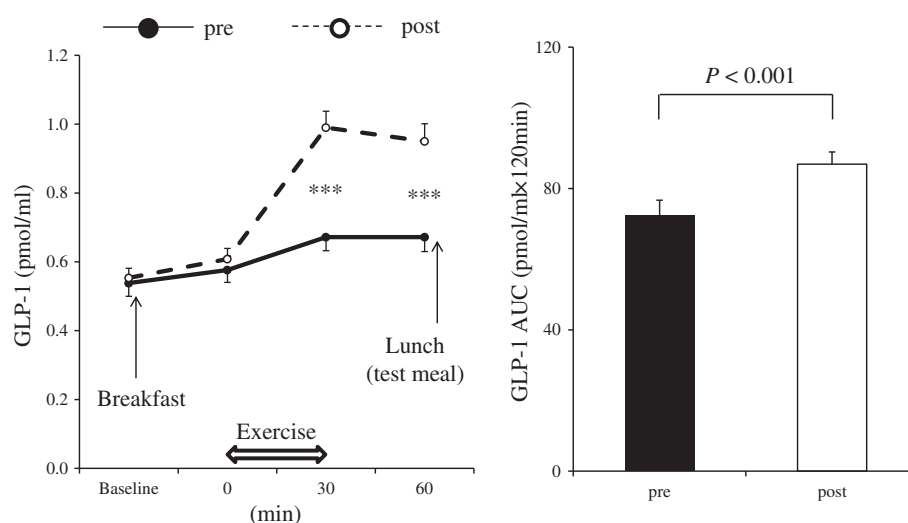 pre
post
1.2
1.0
0.8
0.6
0.4
0.2
0.0
GLP-1 (pmol/ml)
***
***
Breakfast
Lunch
(test meal)
Exercise
Baseline
0
30
60
(min)
120
80
40
0
GLP-1 AUC (pmol/ml×120min)
P < 0.001
pre
post